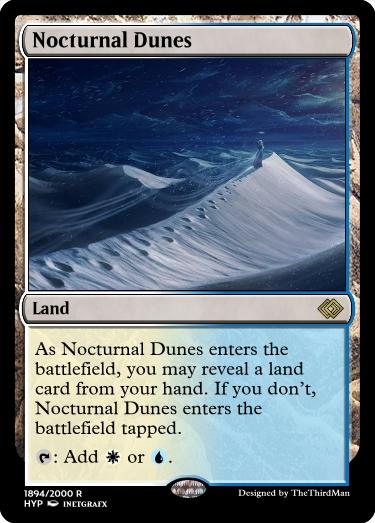 Nocturnal Dunes
Land
As Nocturnal Dunes enters the
battlefield, you may reveal a land
card from your hand. If you don't,
Nocturnal Dunes enters the
battlefield tapped.
: Add or .
1894/2000 R
HYP INETGRAFX
Designed by TheThirdMan